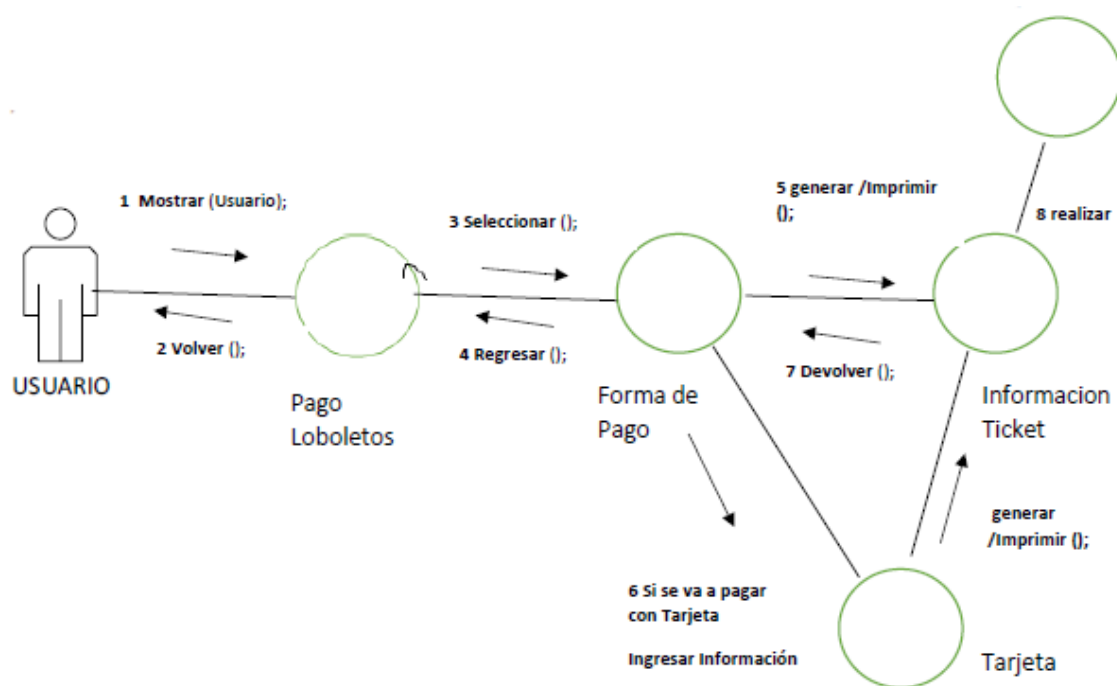 1 Mostrar (Usuario);
2 Volver ();
USUARIO
Pago
Loboletos
3 Seleccionar ();
4 Regresar ();
Forma de
Pago
5 generar /Imprimir
();
7 Devolver ();
8 realizar
Informacion
Ticket
generar
/Imprimir ();
6 Si se va a pagar
con Tarjeta
Ingresar Información
Tarjeta